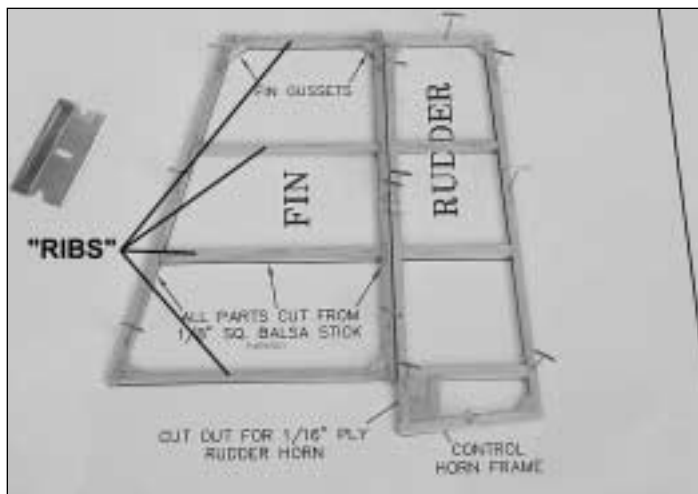 FIN GUSSETS
RUDDER
FIN
"RIBS"
ALL PARTS CUT FROM
1/8" SQ. BALSA STICK
CUT OUT FOR 1/16" PLY
RUDDER HORN
CONTROL
HORN FRAME